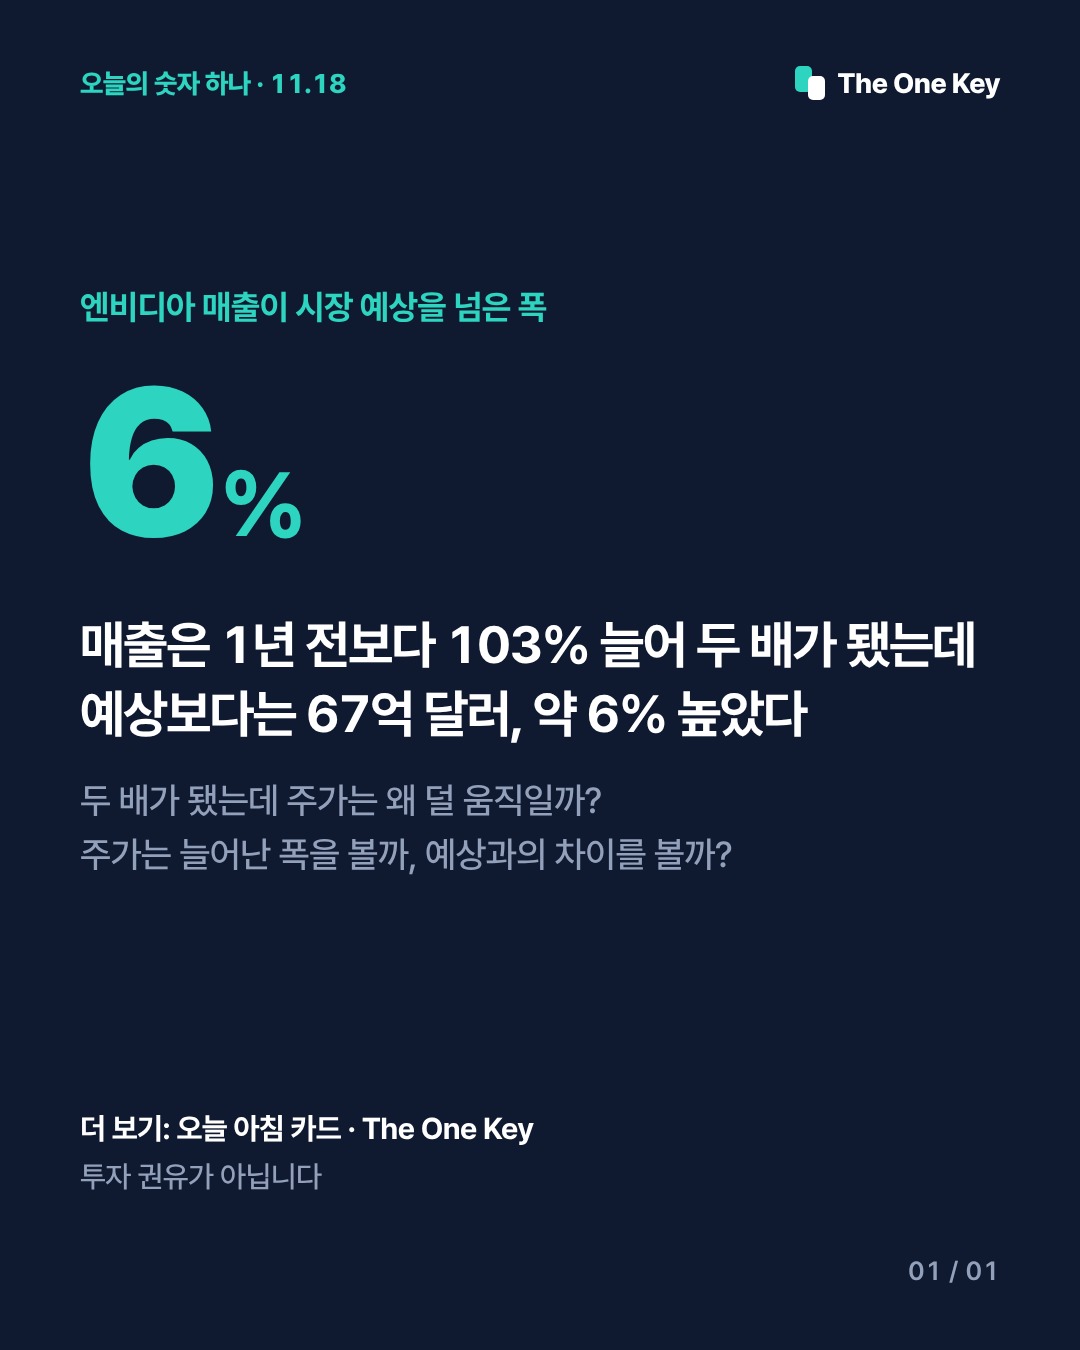 오늘의 숫자 하나 · 11.18
The One Key
엔비디아 매출이 시장 예상을 넘은 폭
6%
매출은 1년 전보다 103% 늘어 두 배가 됐는데
예상보다는 67억 달러, 약 6% 높았다
두 배가 됐는데 주가는 왜 덜 움직일까?
주가는 늘어난 폭을 볼까, 예상과의 차이를 볼까?
더 보기: 오늘 아침 카드 · The One Key
투자 권유가 아닙니다
01 / 01